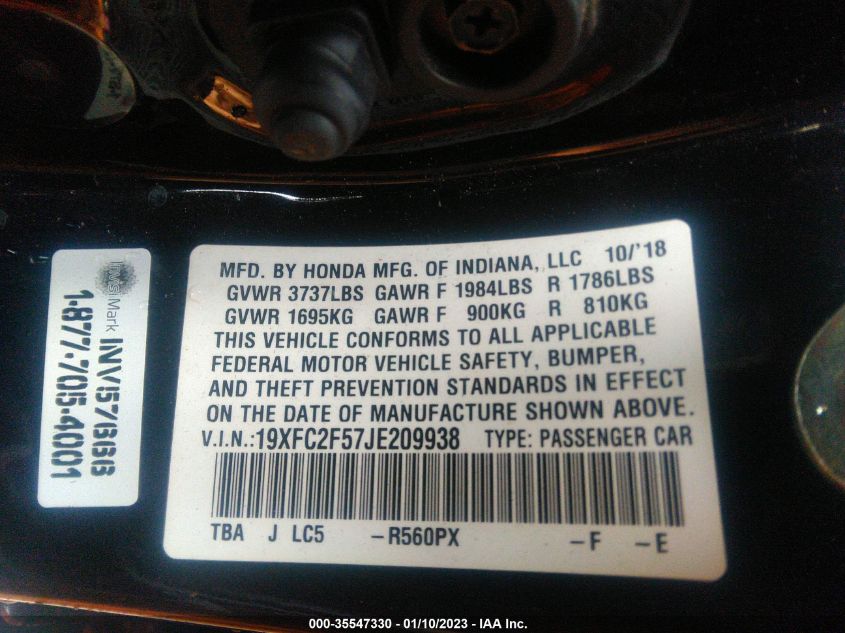 MFD. BY HONDA MFG. OF INDIANA, LLC 10/'18
GVWR 3737LBS GAWR F 1984LBS R 1786LBS
GVWR 1695KG GAWR F 900KG R 810KG
THIS VEHICLE CONFORMS TO ALL APPLICABLE
FEDERAL MOTOR VEHICLE SAFETY, BUMPER,
AND THEFT PREVENTION STANDARDS IN EFFECT
ON THE DATE OF MANUFACTURE SHOWN ABOVE.
V.I.N.:19XFC2F57JE209938 TYPE: PASSENGER CAR
TBA J LC5 -R560PX -F -E
Mark
1-877-705-4001
000-35547330 - 01/10/2023 - IAA Inc.